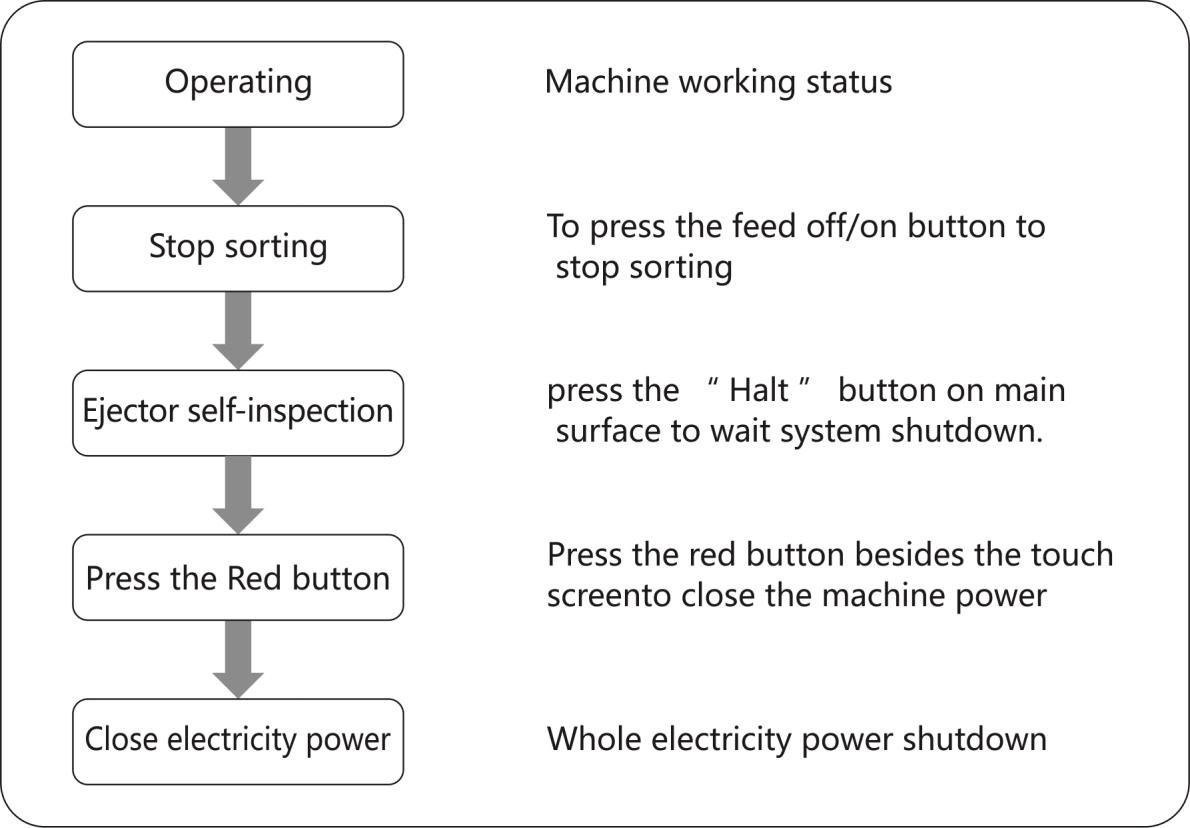 Operating
Machine working status
Stop sorting
To press the feed off/on button to
stop sorting
Ejector self-inspection
press the “ Halt ” button on main
surface to wait system shutdown.
Press the Red button
Press the red button besides the touch
screento close the machine power
Close electricity power
Whole electricity power shutdown